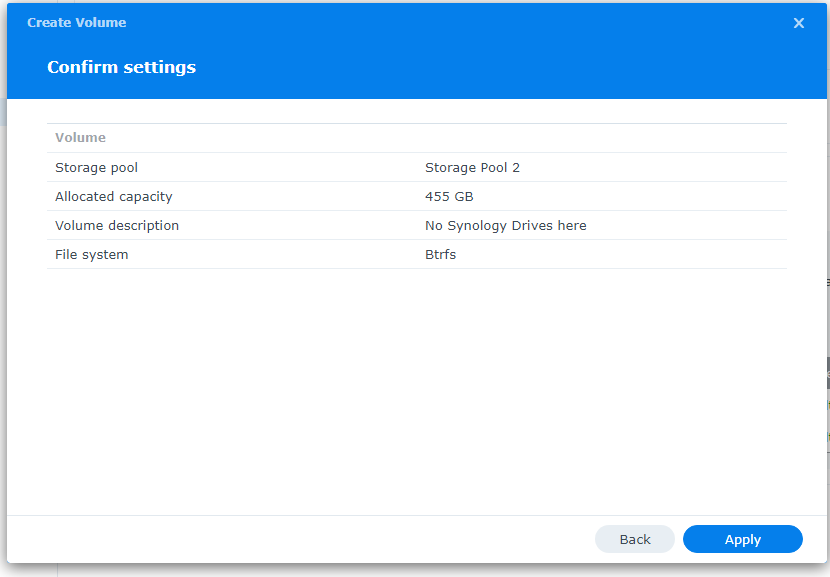 Create Volume
Confirm settings
Volume
Storage pool Storage Pool 2
Allocated capacity 455 GB
Volume description No Synology Drives here
File system Btrfs
Back Apply